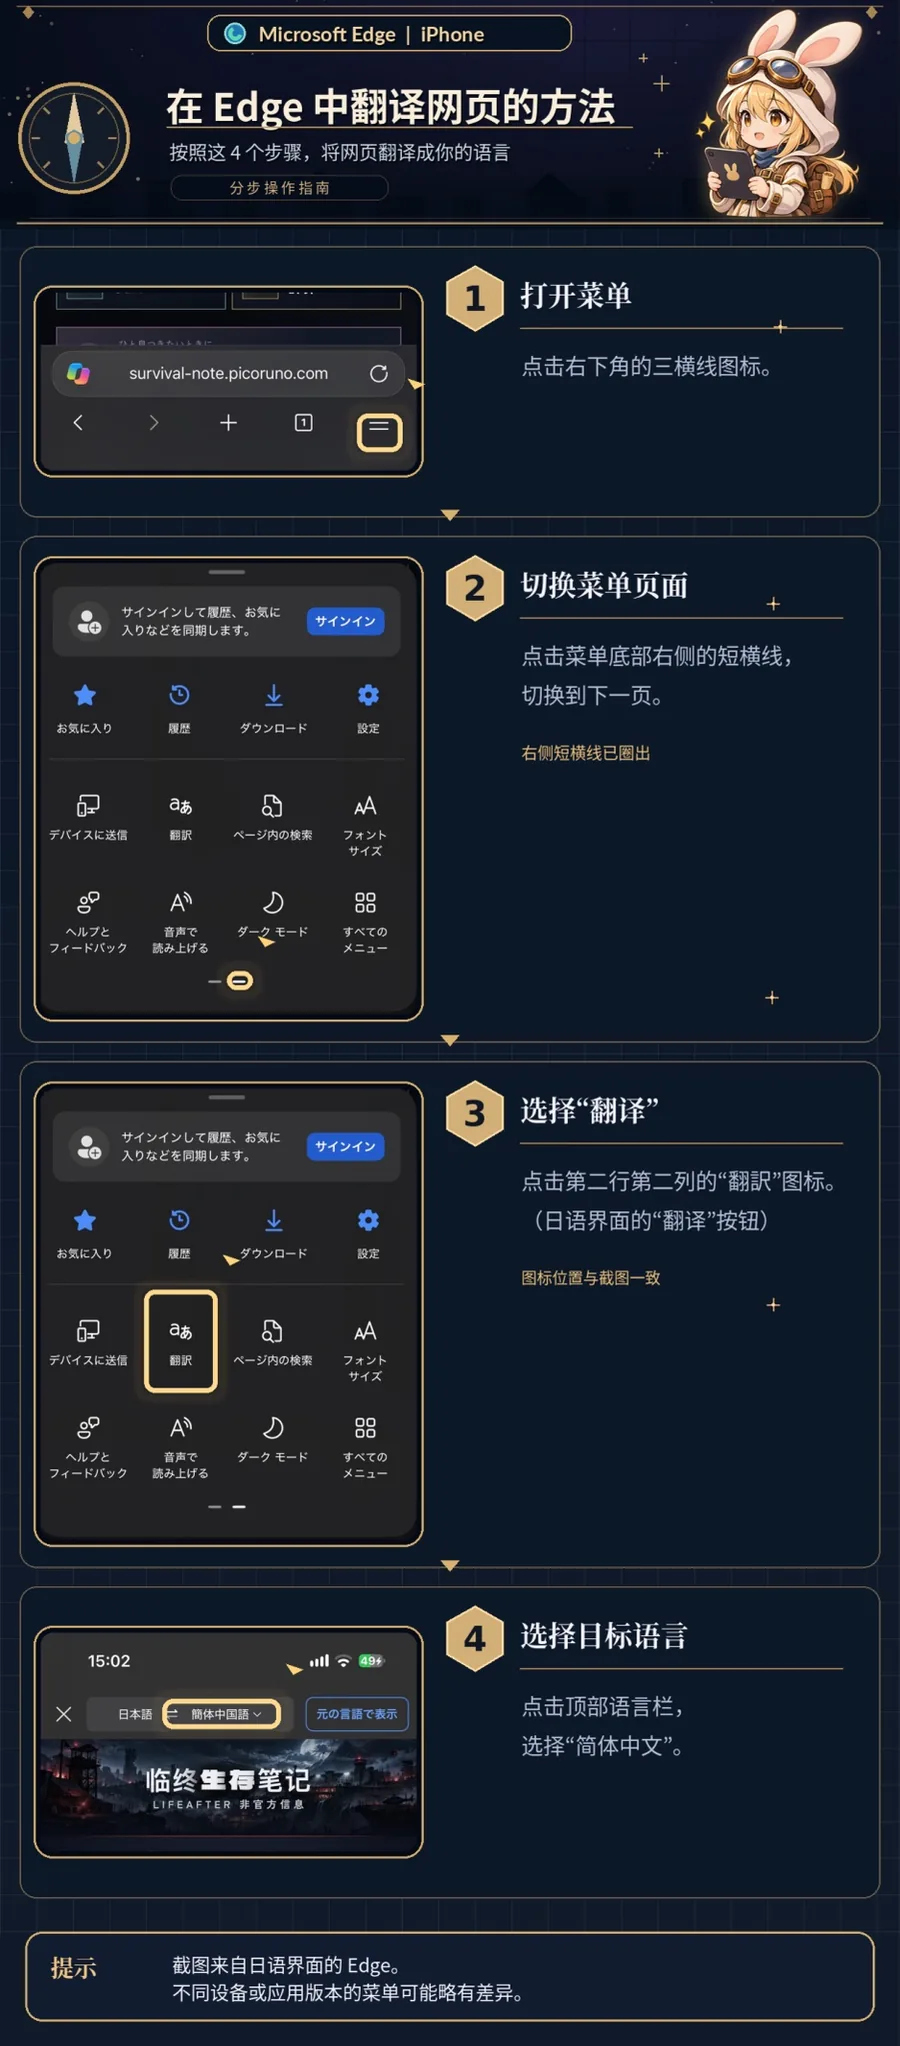 Microsoft Edge | iPhone
在 Edge 中翻译网页的方法
按照这 4 个步骤，将网页翻译成你的语言
分步操作指南
1
打开菜单
点击右下角的三横线图标。
ひと息つきたいときに
survival-note.picoruno.com
1
2
切换菜单页面
点击菜单底部右侧的短横线，
切换到下一页。
右侧短横线已圈出
サインインして履歴、お気に
入りなどを同期します。
サインイン
お気に入り
履歴
ダウンロード
設定
デバイスに送信
翻訳
ページ内の検索
フォント
サイズ
ヘルプと
フィードバック
音声で
読み上げる
ダーク モード
すべての
メニュー
3
选择“翻译”
点击第二行第二列的“翻訳”图标。
（日语界面的“翻译”按钮）
图标位置与截图一致
サインインして履歴、お気に
入りなどを同期します。
サインイン
お気に入り
履歴
ダウンロード
設定
デバイスに送信
aあ
翻訳
ページ内の検索
フォント
サイズ
ヘルプと
フィードバック
音声で
読み上げる
ダーク モード
すべての
メニュー
4
选择目标语言
点击顶部语言栏，
选择“简体中文”。
15:02
49
日本語
簡体中国語
元の言語で表示
临终生存笔记
LIFEAFTER 非官方信息
提示
截图来自日语界面的 Edge。
不同设备或应用版本的菜单可能略有差异。